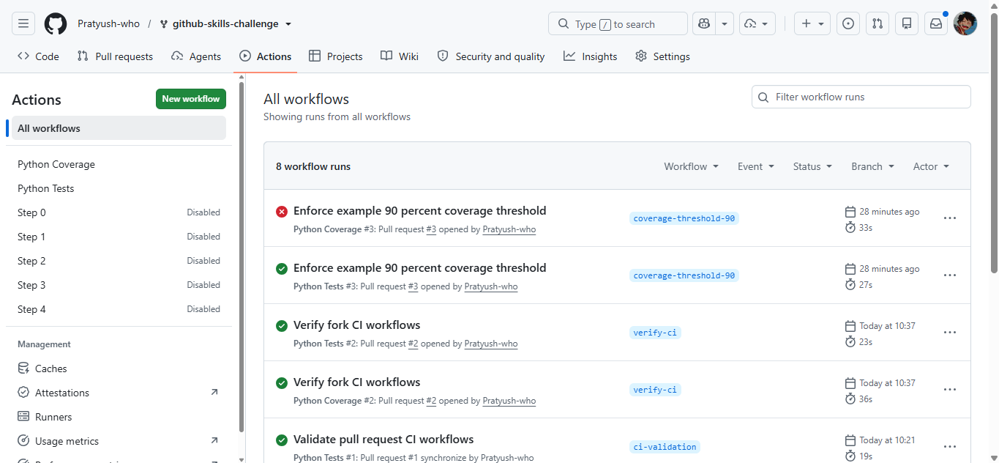 Pratyush-who / github-skills-challenge
Type / to search
Code
Pull requests
Agents
Actions
Projects
Wiki
Security and quality
Insights
Settings
Actions
New workflow
All workflows
Python Coverage
Python Tests
Step 0 Disabled
Step 1 Disabled
Step 2 Disabled
Step 3 Disabled
Step 4 Disabled
Management
Caches
Attestations
Runners
Usage metrics
All workflows
Showing runs from all workflows
Filter workflow runs
8 workflow runs
Workflow
Event
Status
Branch
Actor
Enforce example 90 percent coverage threshold
Python Coverage #3: Pull request #3 opened by Pratyush-who
coverage-threshold-90
28 minutes ago
33s
Enforce example 90 percent coverage threshold
Python Tests #3: Pull request #3 opened by Pratyush-who
coverage-threshold-90
28 minutes ago
27s
Verify fork CI workflows
Python Tests #2: Pull request #2 opened by Pratyush-who
verify-ci
Today at 10:37
23s
Verify fork CI workflows
Python Coverage #2: Pull request #2 opened by Pratyush-who
verify-ci
Today at 10:37
36s
Validate pull request CI workflows
Python Tests #1: Pull request #1 synchronize by Pratyush-who
ci-validation
Today at 10:21
19s